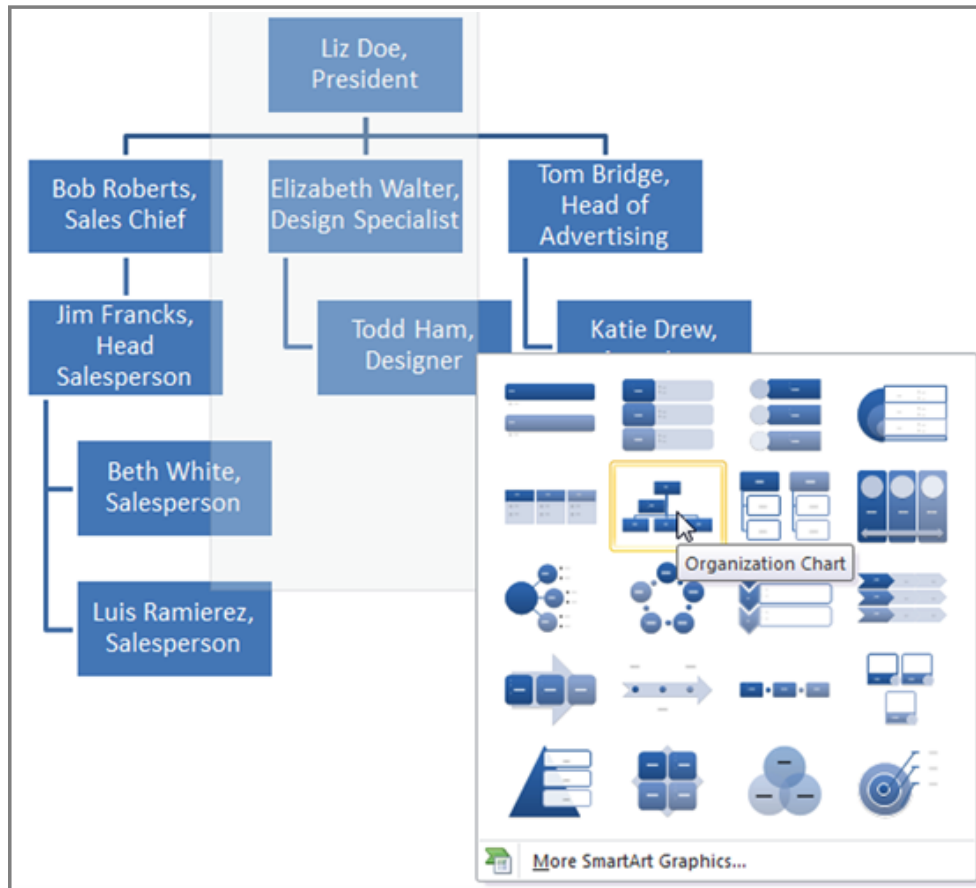 Liz Doe,
President
Bob Roberts,
Sales Chief
Elizabeth Walter,
Design Specialist
Tom Bridge,
Head of
Advertising
Jim Francks,
Head
Salesperson
Todd Ham,
Designer
Katie Drew,
Beth White,
Salesperson
Luis Ramierez,
Salesperson
Organization Chart
More SmartArt Graphics...